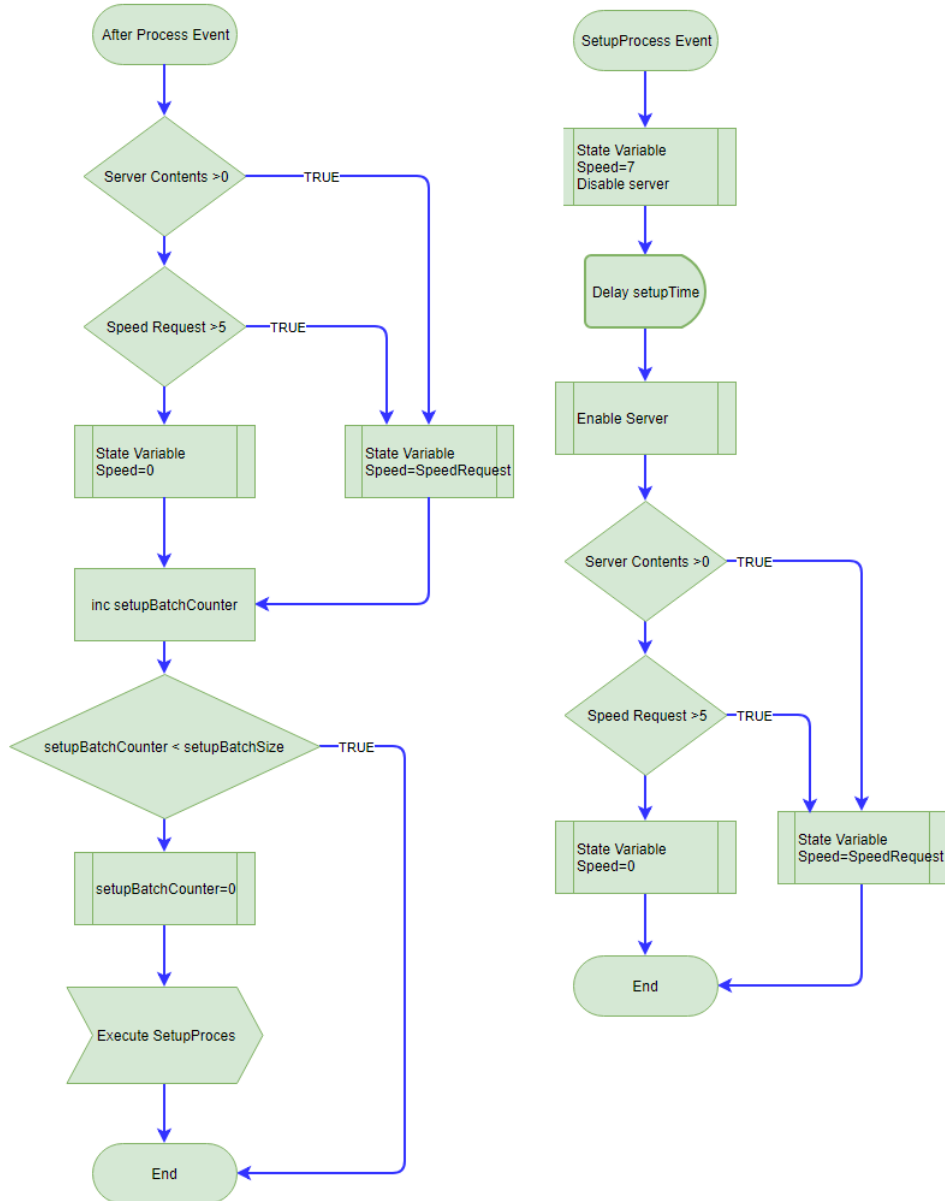 After Process Event
Server Contents >0
TRUE
Speed Request >5
TRUE
State Variable
Speed=0
State Variable
Speed=SpeedRequest
inc setupBatchCounter
setupBatchCounter < setupBatchSize
TRUE
setupBatchCounter=0
Execute SetupProces
End
SetupProcess Event
State Variable
Speed=7
Disable server
Delay setupTime
Enable Server
Server Contents >0
TRUE
Speed Request >5
TRUE
State Variable
Speed=0
State Variable
Speed=SpeedRequest
End